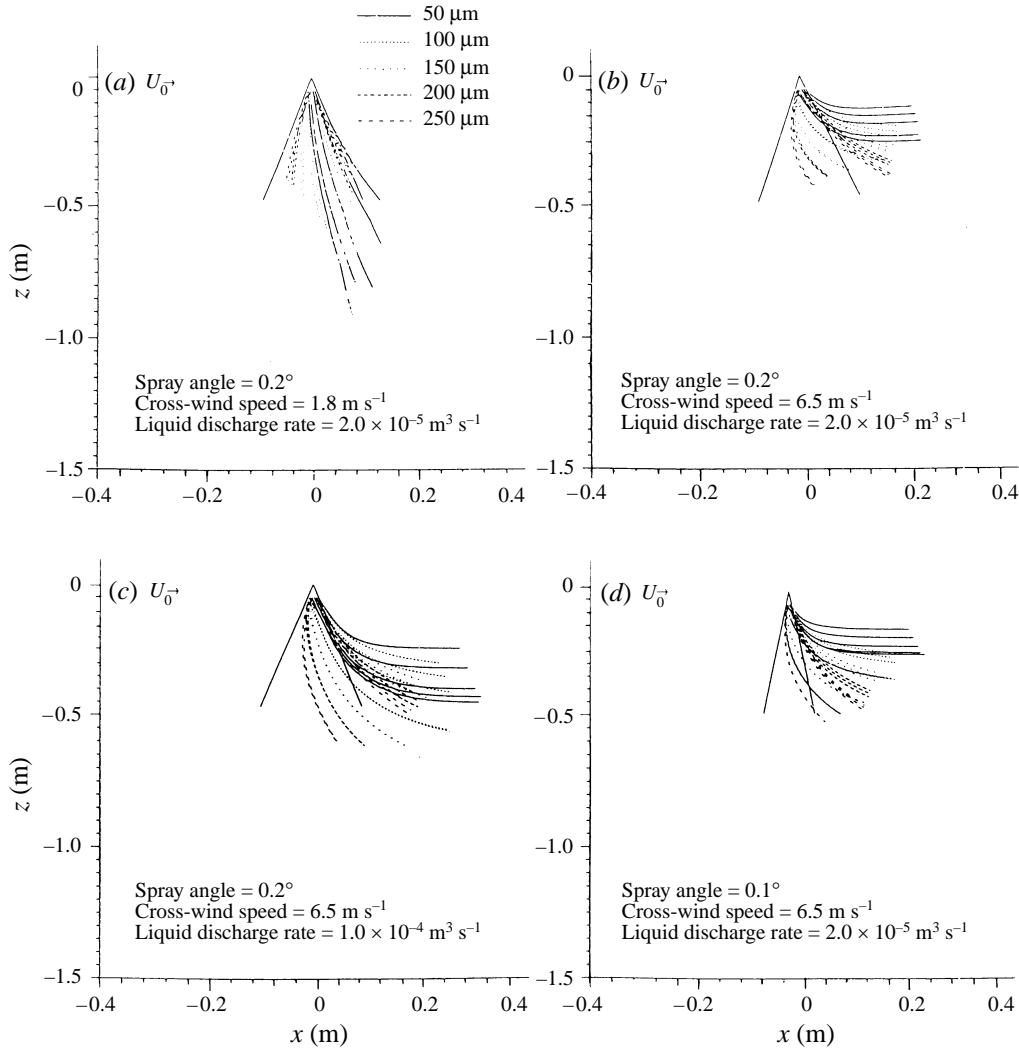 50 μm
100 μm
150 μm
200 μm
250 μm
(a) U₀→
0
−0.5
−1.0
−1.5
z (m)
Spray angle = 0.2°
Cross-wind speed = 1.8 m s⁻¹
Liquid discharge rate = 2.0 × 10⁻⁵ m³ s⁻¹
−0.4
−0.2
0
0.2
0.4
(b) U₀→
0
−0.5
−1.0
−1.5
Spray angle = 0.2°
Cross-wind speed = 6.5 m s⁻¹
Liquid discharge rate = 2.0 × 10⁻⁵ m³ s⁻¹
−0.4
−0.2
0
0.2
0.4
(c) U₀→
0
−0.5
−1.0
−1.5
z (m)
Spray angle = 0.2°
Cross-wind speed = 6.5 m s⁻¹
Liquid discharge rate = 1.0 × 10⁻⁴ m³ s⁻¹
−0.4
−0.2
0
0.2
0.4
x (m)
(d) U₀→
0
−0.5
−1.0
−1.5
Spray angle = 0.1°
Cross-wind speed = 6.5 m s⁻¹
Liquid discharge rate = 2.0 × 10⁻⁵ m³ s⁻¹
−0.4
−0.2
0
0.2
0.4
x (m)